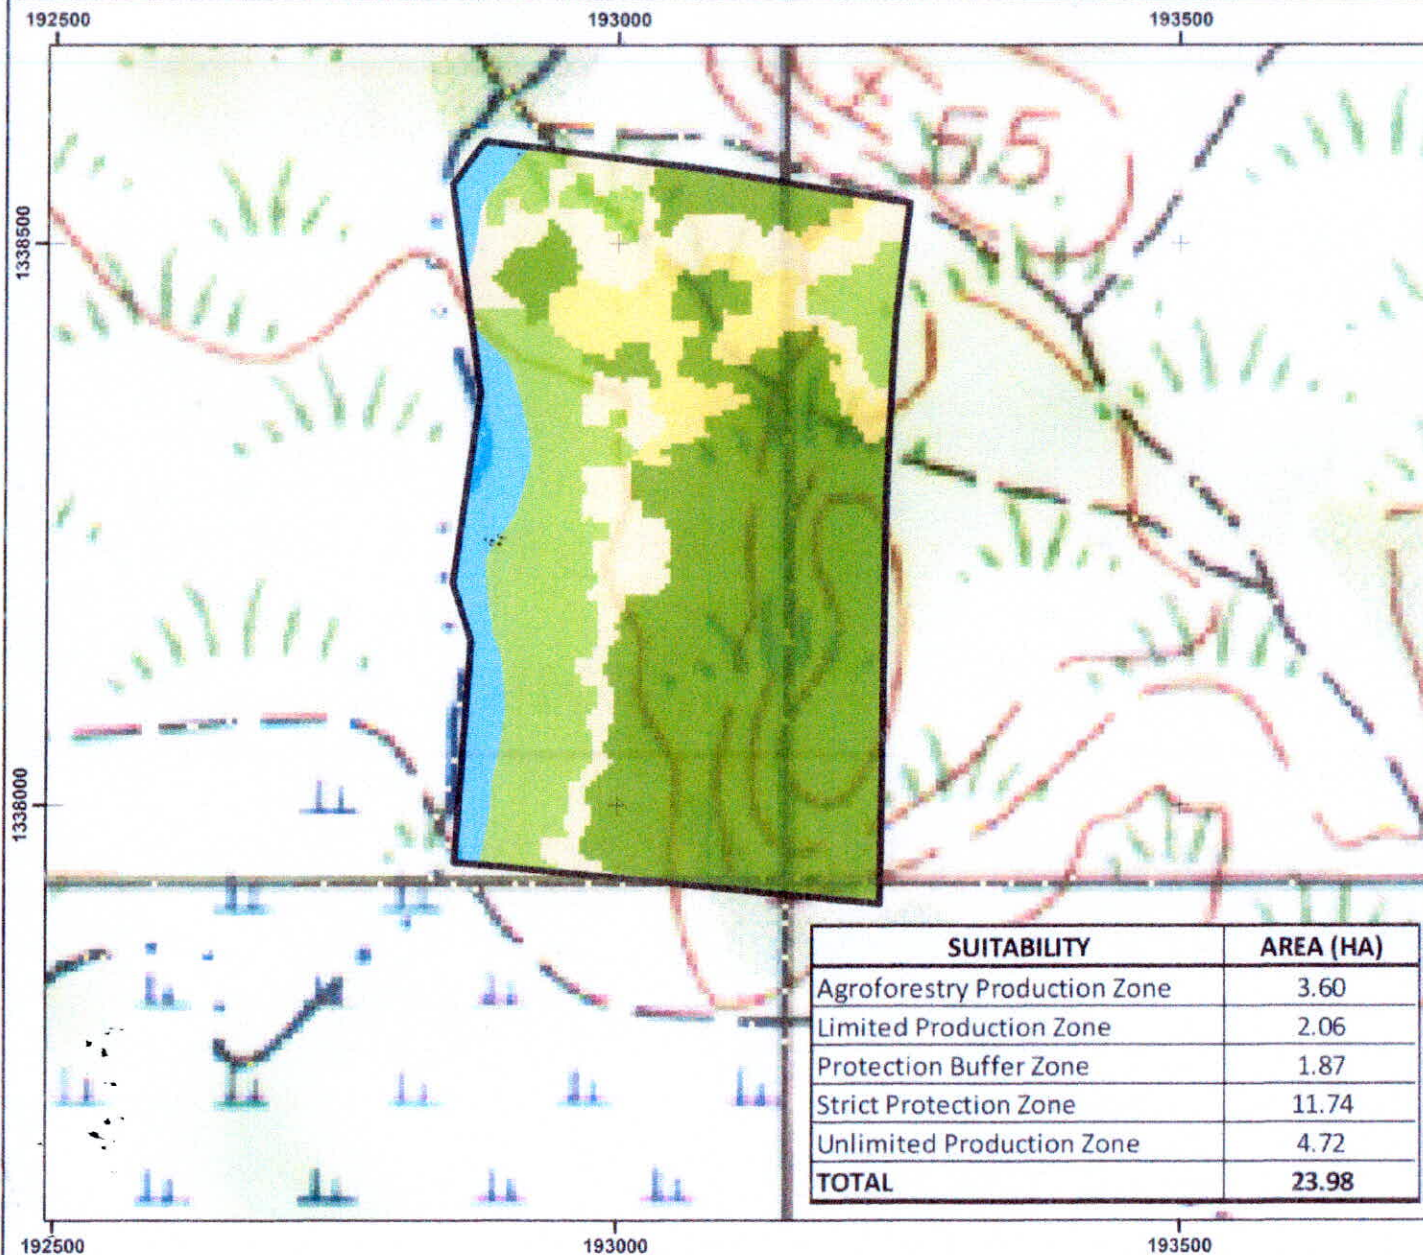 192500 193000 193500
1338500
55
1338000
SUITABILITY AREA (HA)
Agroforestry Production Zone 3.60
Limited Production Zone 2.06
Protection Buffer Zone 1.87
Strict Protection Zone 11.74
Unlimited Production Zone 4.72
TOTAL 23.98
192500 193000 193500